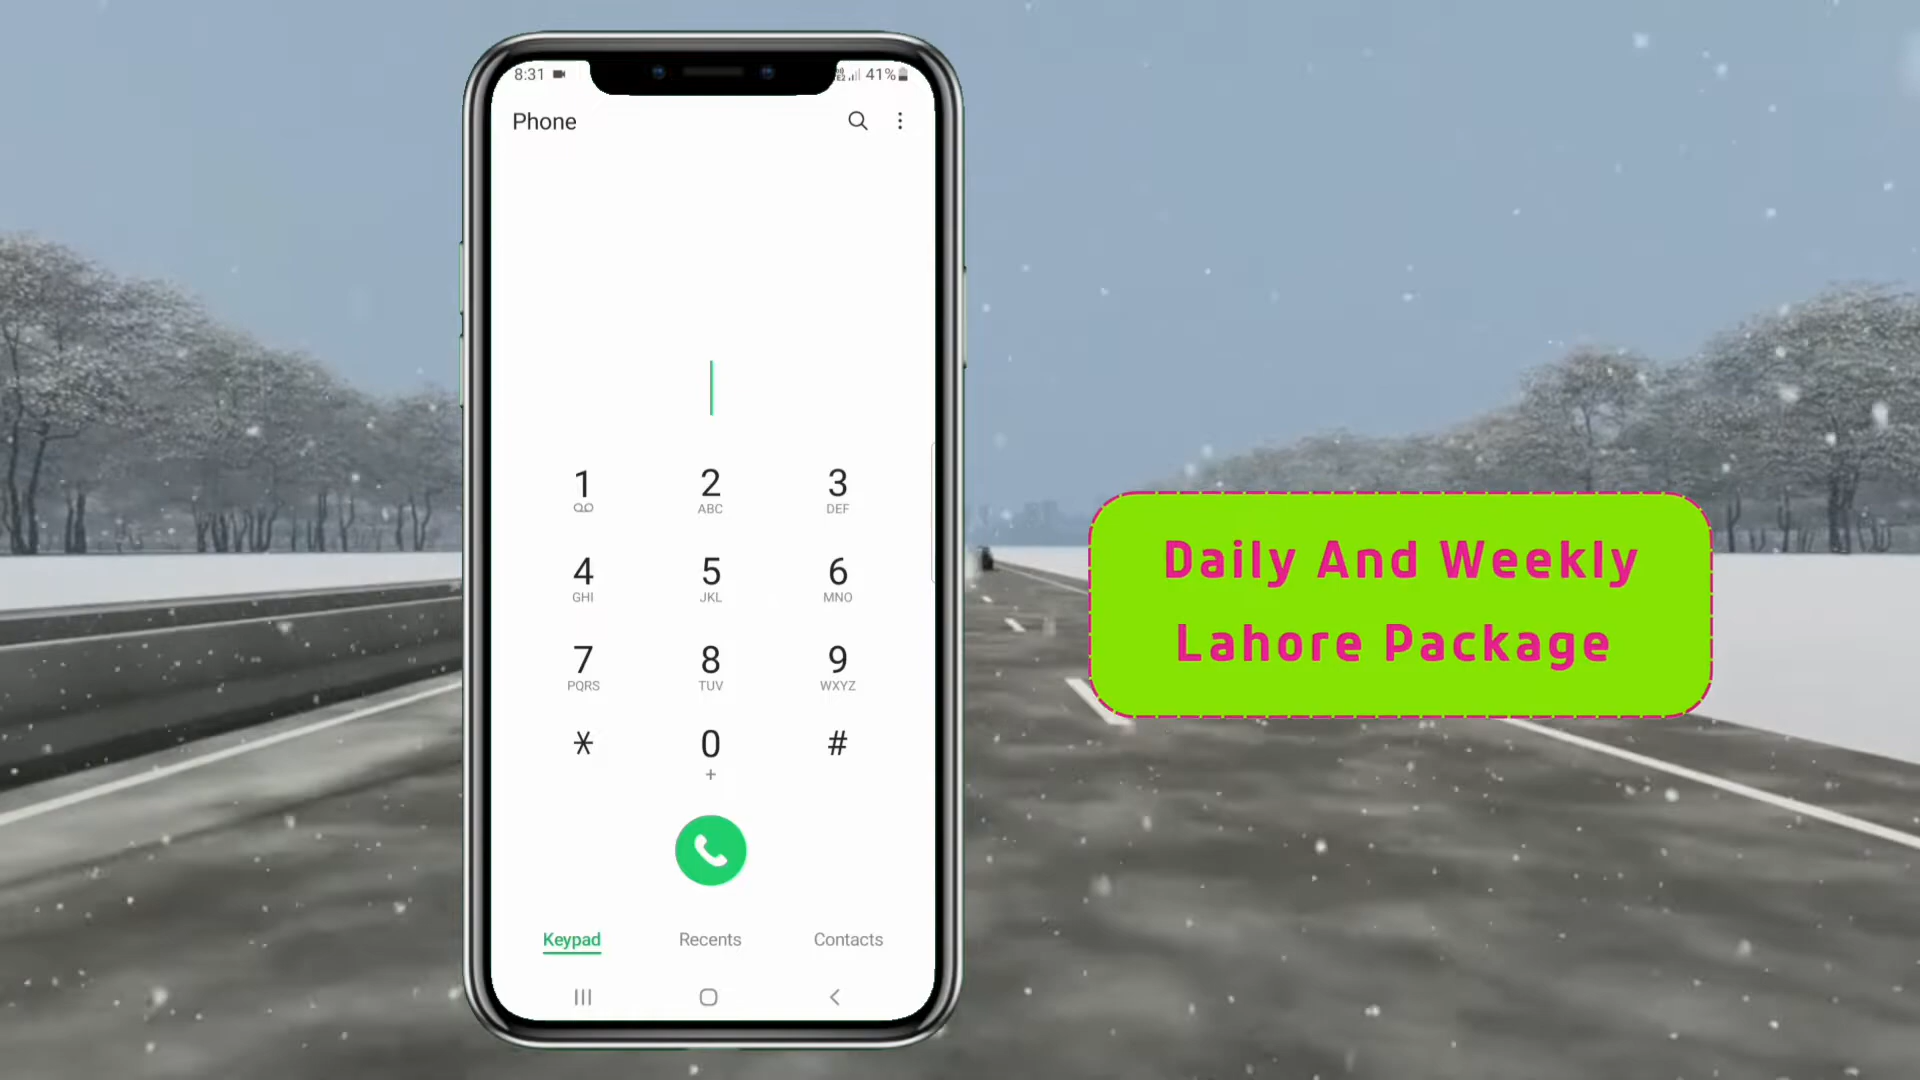 8:31
41%
Phone
1 2 3
ABC DEF
4 5 6
GHI JKL MNO
7 8 9
PQRS TUV WXYZ
* 0 #
+
Keypad Recents Contacts
Daily And Weekly
Lahore Package